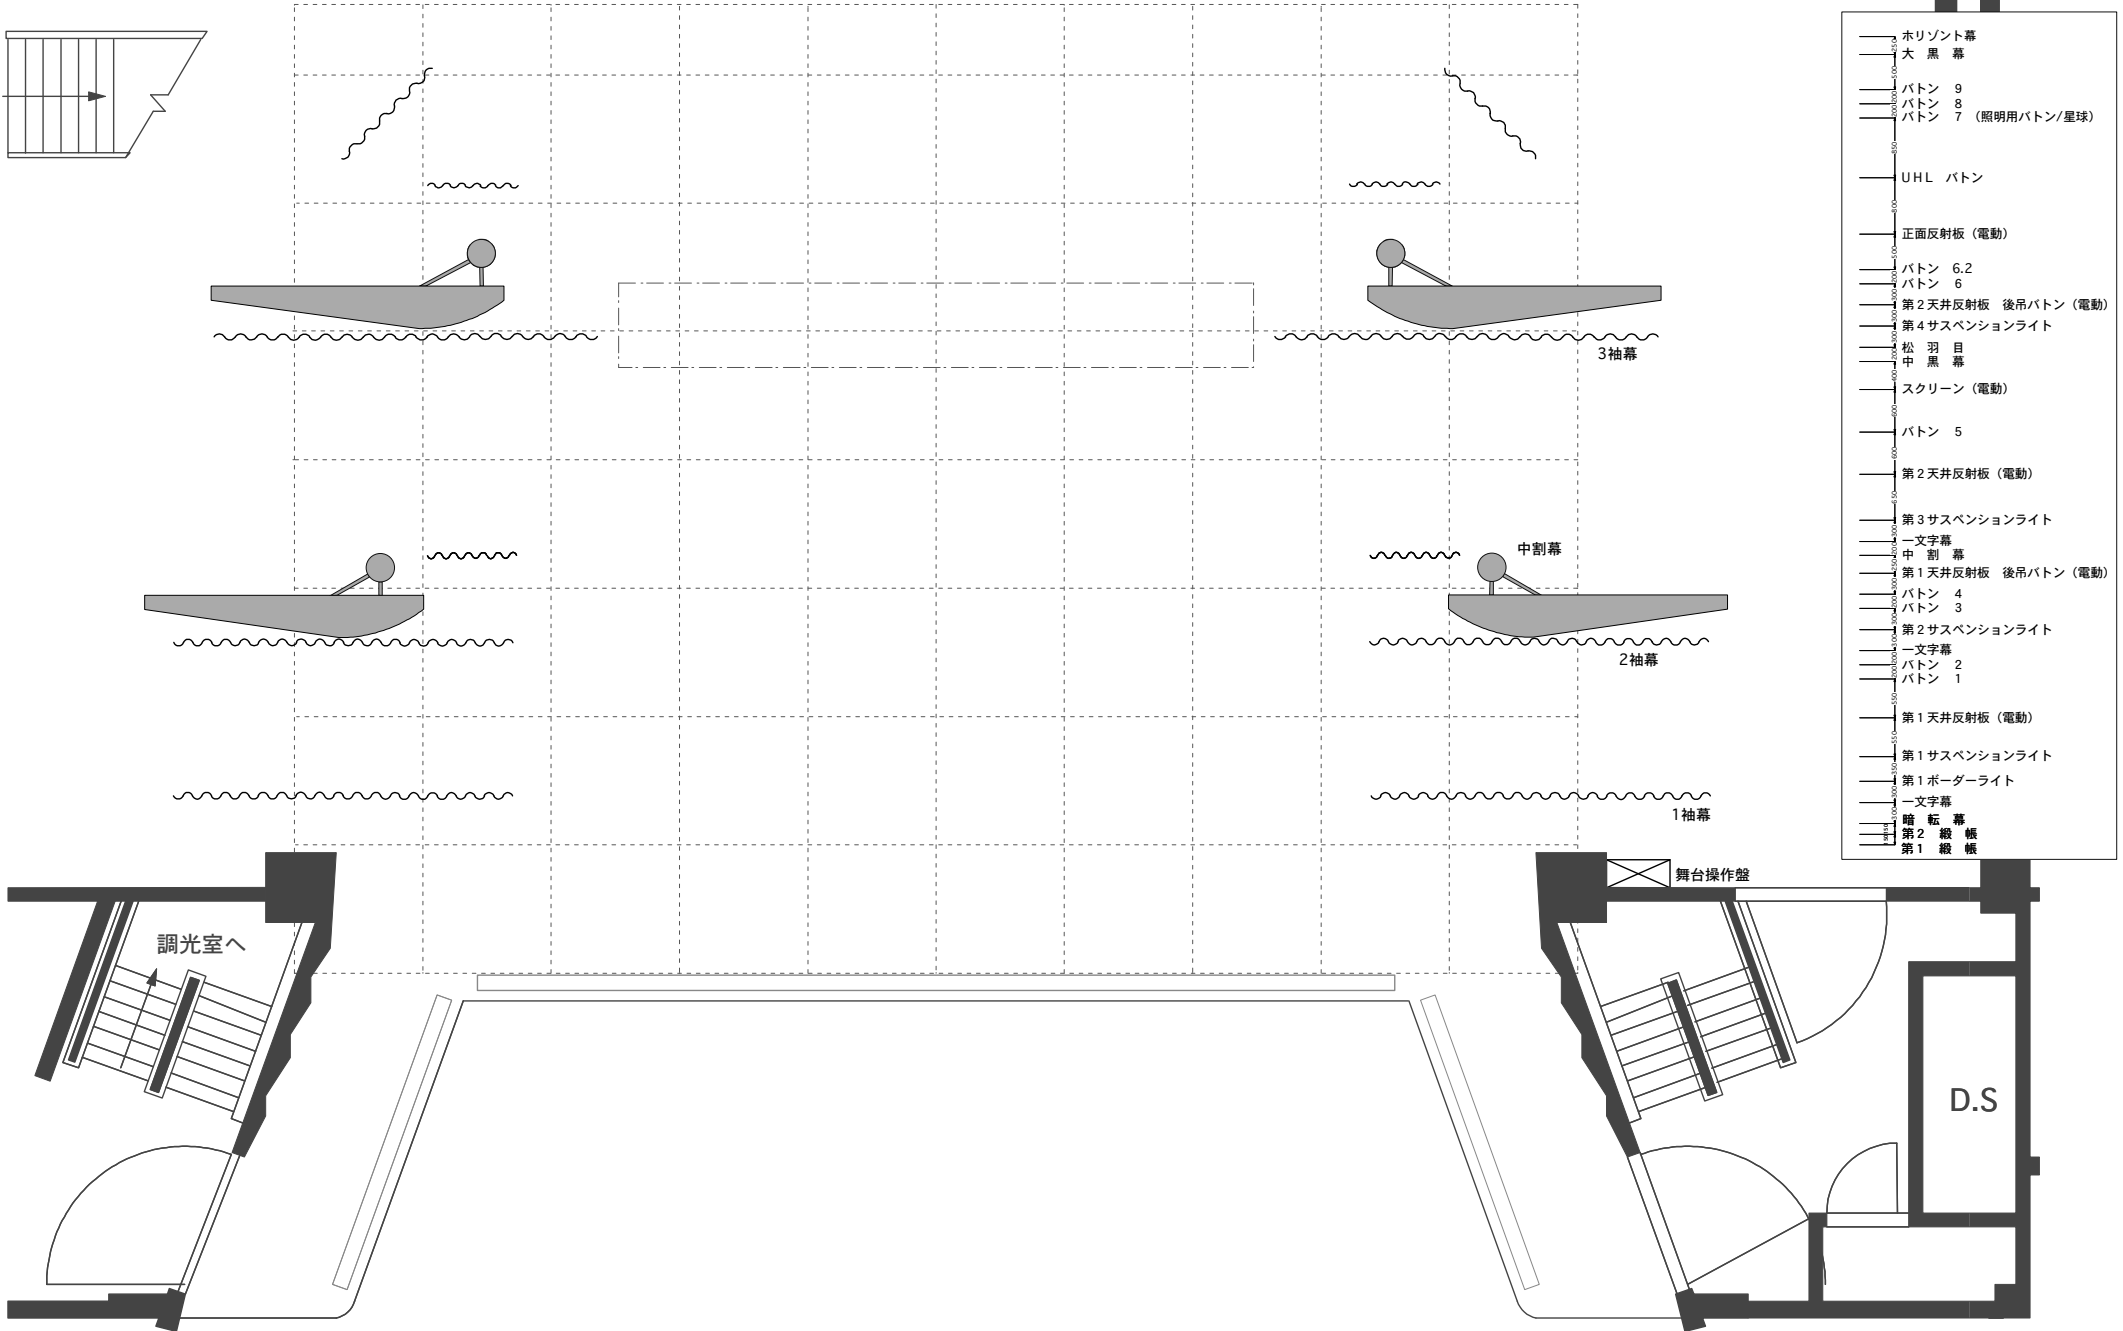 ホリゾント幕
大　黒　幕
バトン　9
バトン　8
バトン　7　（照明用バトン/星球）
UHL　バトン
正面反射板（電動）
バトン　6.2
バトン　6
第２天井反射板　後吊バトン（電動）
第４サスペンションライト
松　羽　目
中　黒　幕
スクリーン（電動）
バトン　5
第２天井反射板（電動）
第３サスペンションライト
一文字幕
中　割　幕
第１天井反射板　後吊バトン（電動）
バトン　4
バトン　3
第２サスペンションライト
一文字幕
バトン　2
バトン　1
第１天井反射板（電動）
第１サスペンションライト
第１ボーダーライト
一文字幕
暗　転　幕
第2　緞　帳
第1　緞　帳
3袖幕
中割幕
2袖幕
1袖幕
舞台操作盤
調光室へ
D.S